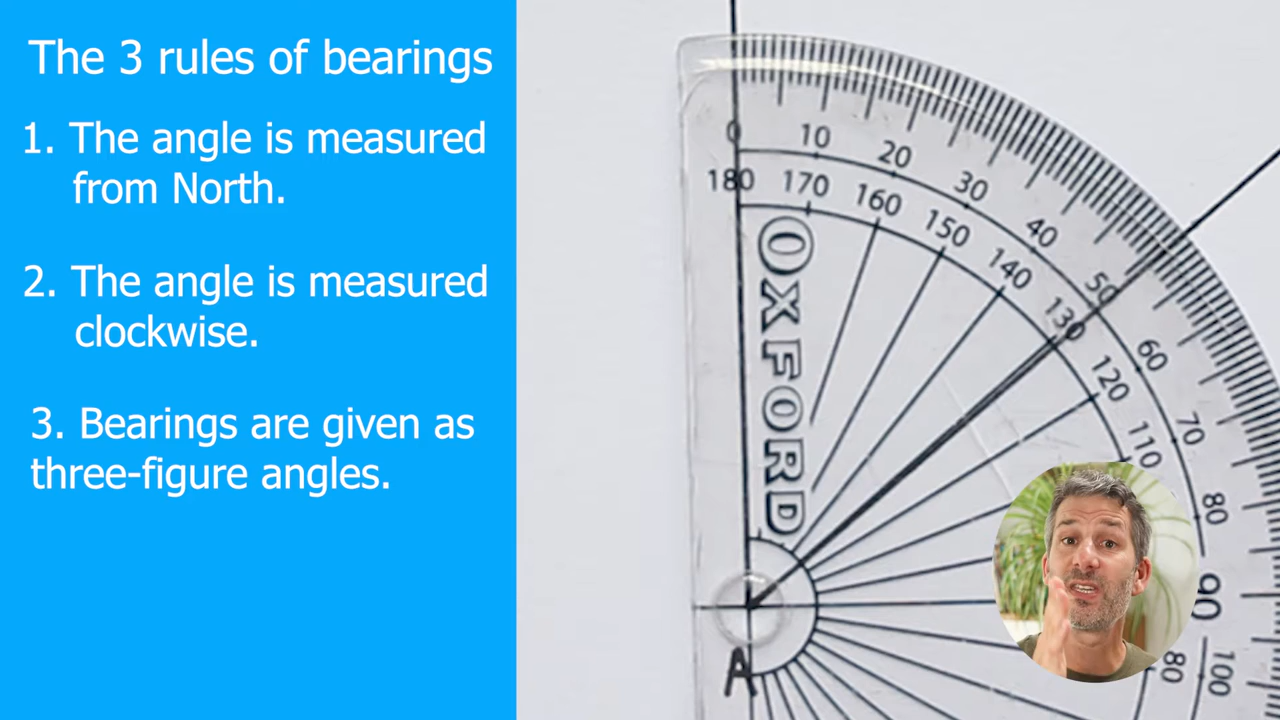 The 3 rules of bearings
1. The angle is measured
from North.
2. The angle is measured
clockwise.
3. Bearings are given as
three-figure angles.
0 10 20 30 40 50 60 70 80 90 100
180 170 160 150 140 130 120 110 80
OXFORD
A